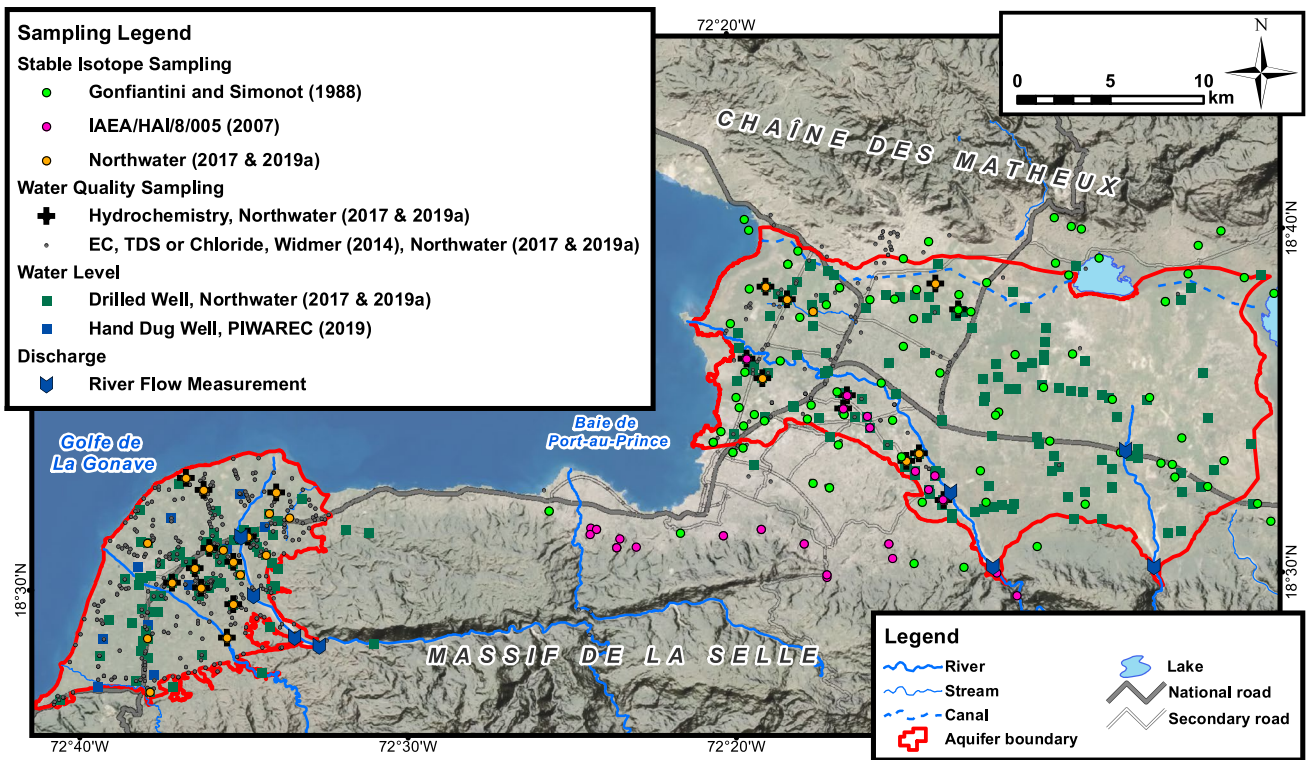 Sampling Legend
Stable Isotope Sampling
Gonfiantini and Simonot (1988)
IAEA/HAI/8/005 (2007)
Northwater (2017 & 2019a)
Water Quality Sampling
Hydrochemistry, Northwater (2017 & 2019a)
EC, TDS or Chloride, Widmer (2014), Northwater (2017 & 2019a)
Water Level
Drilled Well, Northwater (2017 & 2019a)
Hand Dug Well, PIWAREC (2019)
Discharge
River Flow Measurement
72°20'W
N
0 5 10
km
CHAÎNE DES MATHEUX
18°40'N
Golfe de
La Gonave
Baie de
Port-au-Prince
18°30'N
18°30'N
MASSIF DE LA SELLE
Legend
River
Stream
Canal
Aquifer boundary
Lake
National road
Secondary road
72°40'W
72°30'W
72°20'W